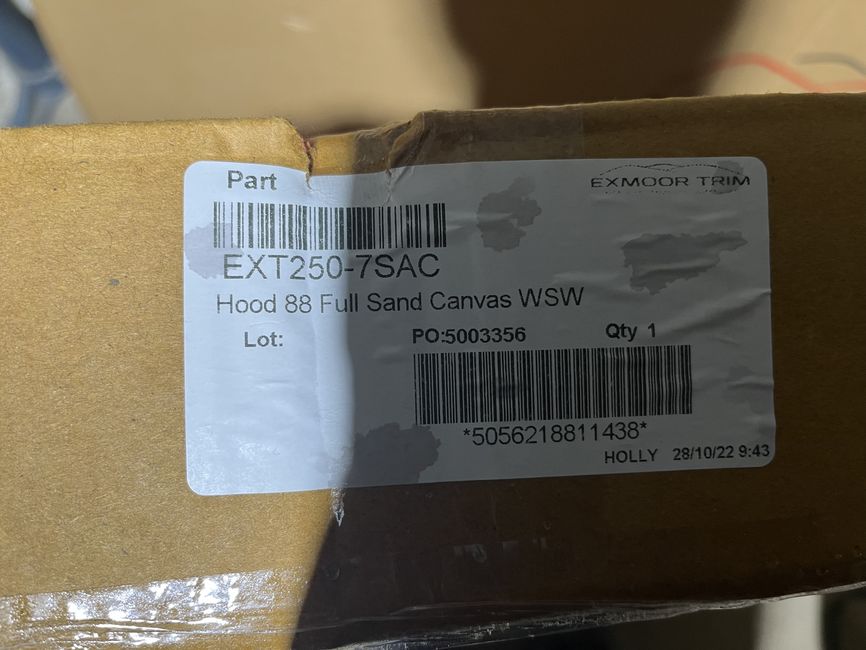 Part
EXMOOR TRIM
EXT250-7SAC
Hood 88 Full Sand Canvas WSW
Lot:
PO:5003356
Qty 1
*5056218811438*
HOLLY 28/10/22 9:43